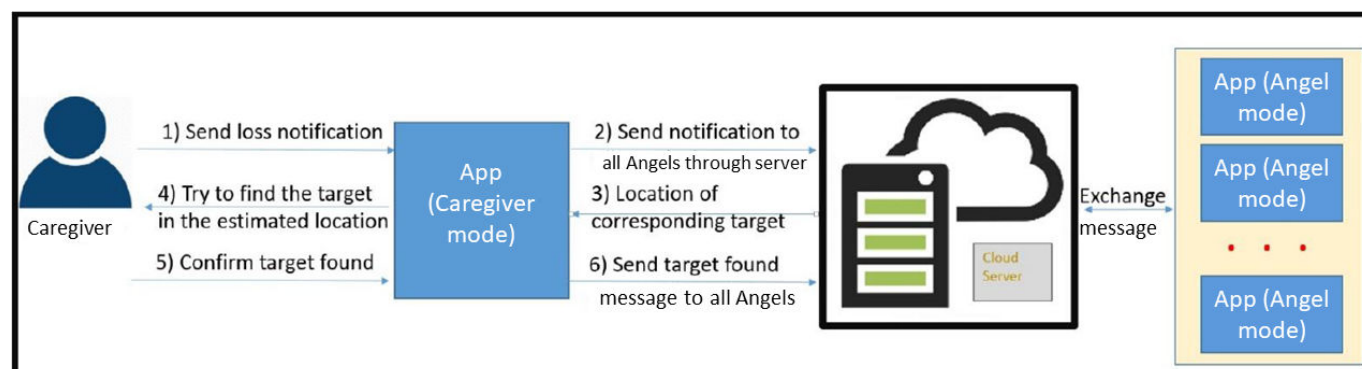 1) Send loss notification
2) Send notification to
all Angels through server
4) Try to find the target
in the estimated location
3) Location of
corresponding target
5) Confirm target found
6) Send target found
message to all Angels
Caregiver
App
(Caregiver
mode)
Cloud
Server
Exchange
message
App (Angel
mode)
App (Angel
mode)
App (Angel
mode)